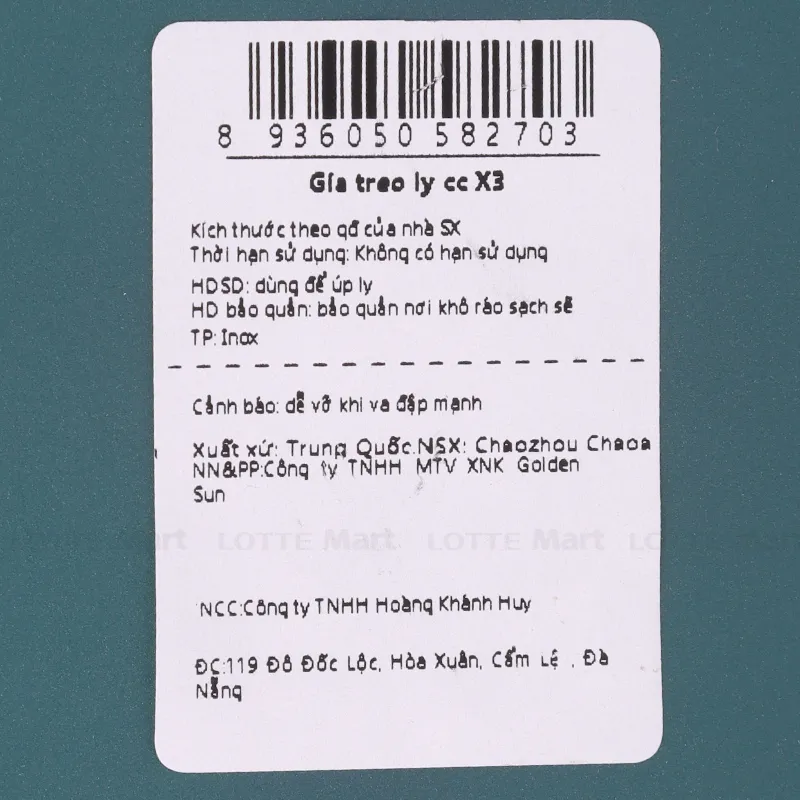 8 936050 582703
Gía treo ly cc X3
Kích thước theo qđ của nhà SX
Thời hạn sử dụng: Không có hạn sử dụng
HDSD: dùng để úp ly
HD bảo quản: bảo quản nơi khô ráo sạch sẽ
TP: Inox
Cảnh báo: dễ vỡ khi va đập mạnh
Xuất xứ: Trung Quốc.NSX: Chaozhou Chaoa
NN&PP:Công ty TNHH MTV XNK Golden
Sun
LOTTE Mart LOTTE Mart LOTTE Mart
NCC:Công ty TNHH Hoàng Khánh Huy
ĐC:119 Đô Đốc Lộc, Hòa Xuân, Cẩm Lệ , Đà
Nẵng